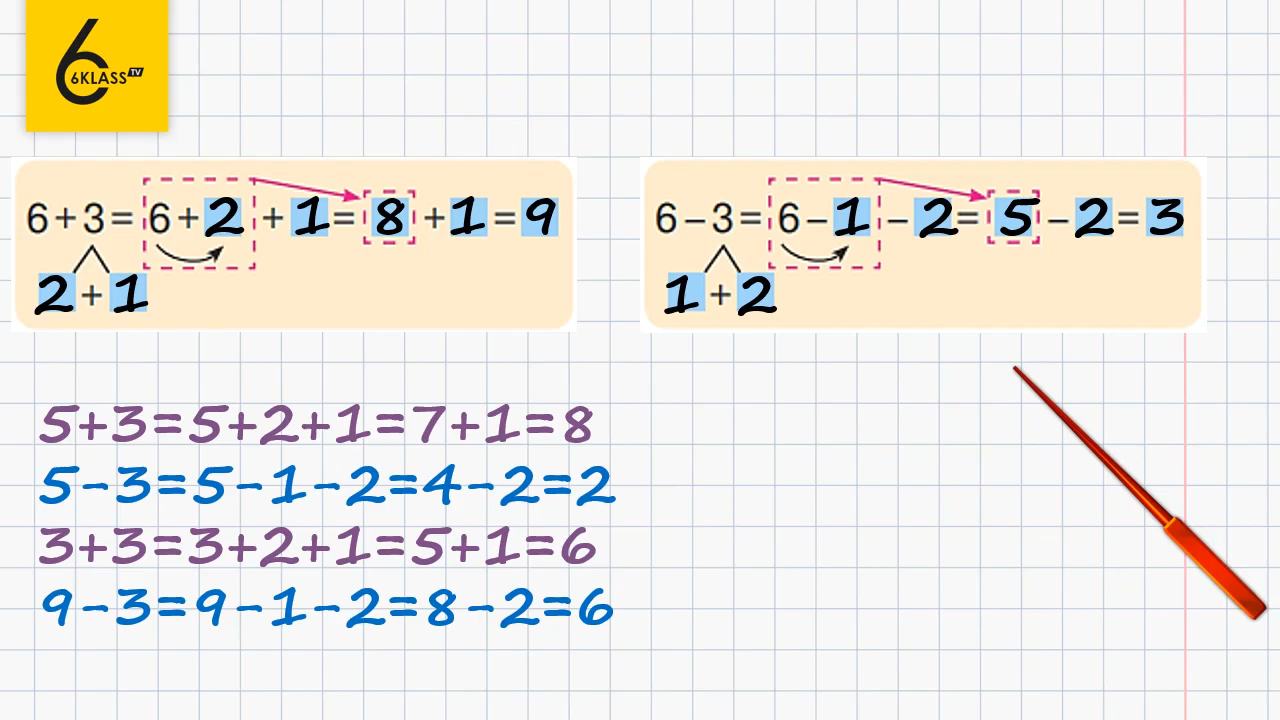 6KLASS TV
6+3= 6+2 +1= 8 +1=9
2+1
6−3= 6−1 −2= 5 −2=3
1+2
5+3=5+2+1=7+1=8
5-3=5-1-2=4-2=2
3+3=3+2+1=5+1=6
9-3=9-1-2=8-2=6